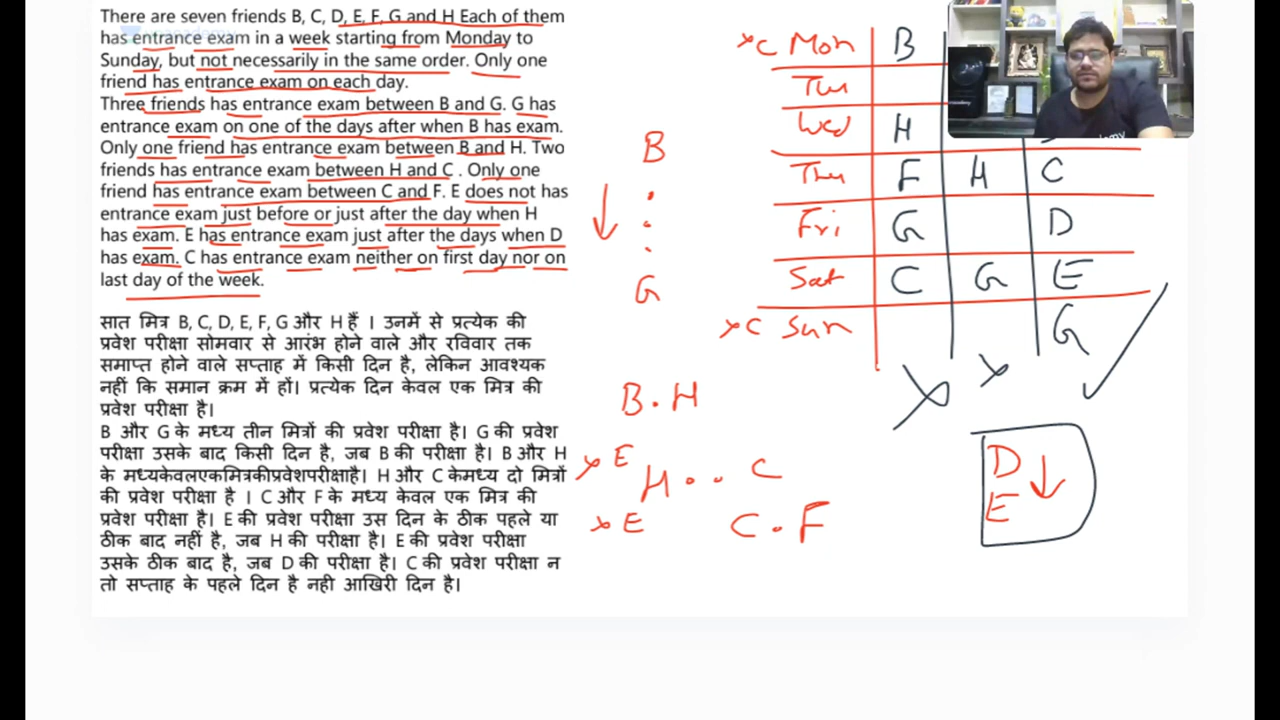 There are seven friends B, C, D, E, F, G and H Each of them
has entrance exam in a week starting from Monday to
Sunday, but not necessarily in the same order. Only one
friend has entrance exam on each day.
Three friends has entrance exam between B and G. G has
entrance exam on one of the days after when B has exam.
Only one friend has entrance exam between B and H. Two
friends has entrance exam between H and C . Only one
friend has entrance exam between C and F. E does not has
entrance exam just before or just after the day when H
has exam. E has entrance exam just after the days when D
has exam. C has entrance exam neither on first day nor on
last day of the week.
सात मित्र B, C, D, E, F, G और H हैं । उनमें से प्रत्येक की
प्रवेश परीक्षा सोमवार से आरंभ होने वाले और रविवार तक
समाप्त होने वाले सप्ताह में किसी दिन है, लेकिन आवश्यक
नहीं कि समान क्रम में हों। प्रत्येक दिन केवल एक मित्र की
प्रवेश परीक्षा है।
B और G के मध्य तीन मित्रों की प्रवेश परीक्षा है। G की प्रवेश
परीक्षा उसके बाद किसी दिन है, जब B की परीक्षा है। B और H
के मध्यकेवलएकमित्रकीप्रवेशपरीक्षाहै। H और C केमध्य दो मित्रों
की प्रवेश परीक्षा है । C और F के मध्य केवल एक मित्र की
प्रवेश परीक्षा है। E की प्रवेश परीक्षा उस दिन के ठीक पहले या
ठीक बाद नहीं है, जब H की परीक्षा है। E की प्रवेश परीक्षा
उसके ठीक बाद है, जब D की परीक्षा है। C की प्रवेश परीक्षा न
तो सप्ताह के पहले दिन है नही आखिरी दिन है।
B
G
B . H
x E
H . . C
x E
C . F
x C Mon B
Tue
Wed H
Thu F H C
Fri G D
Sat C G E
x C Sun G
D
E